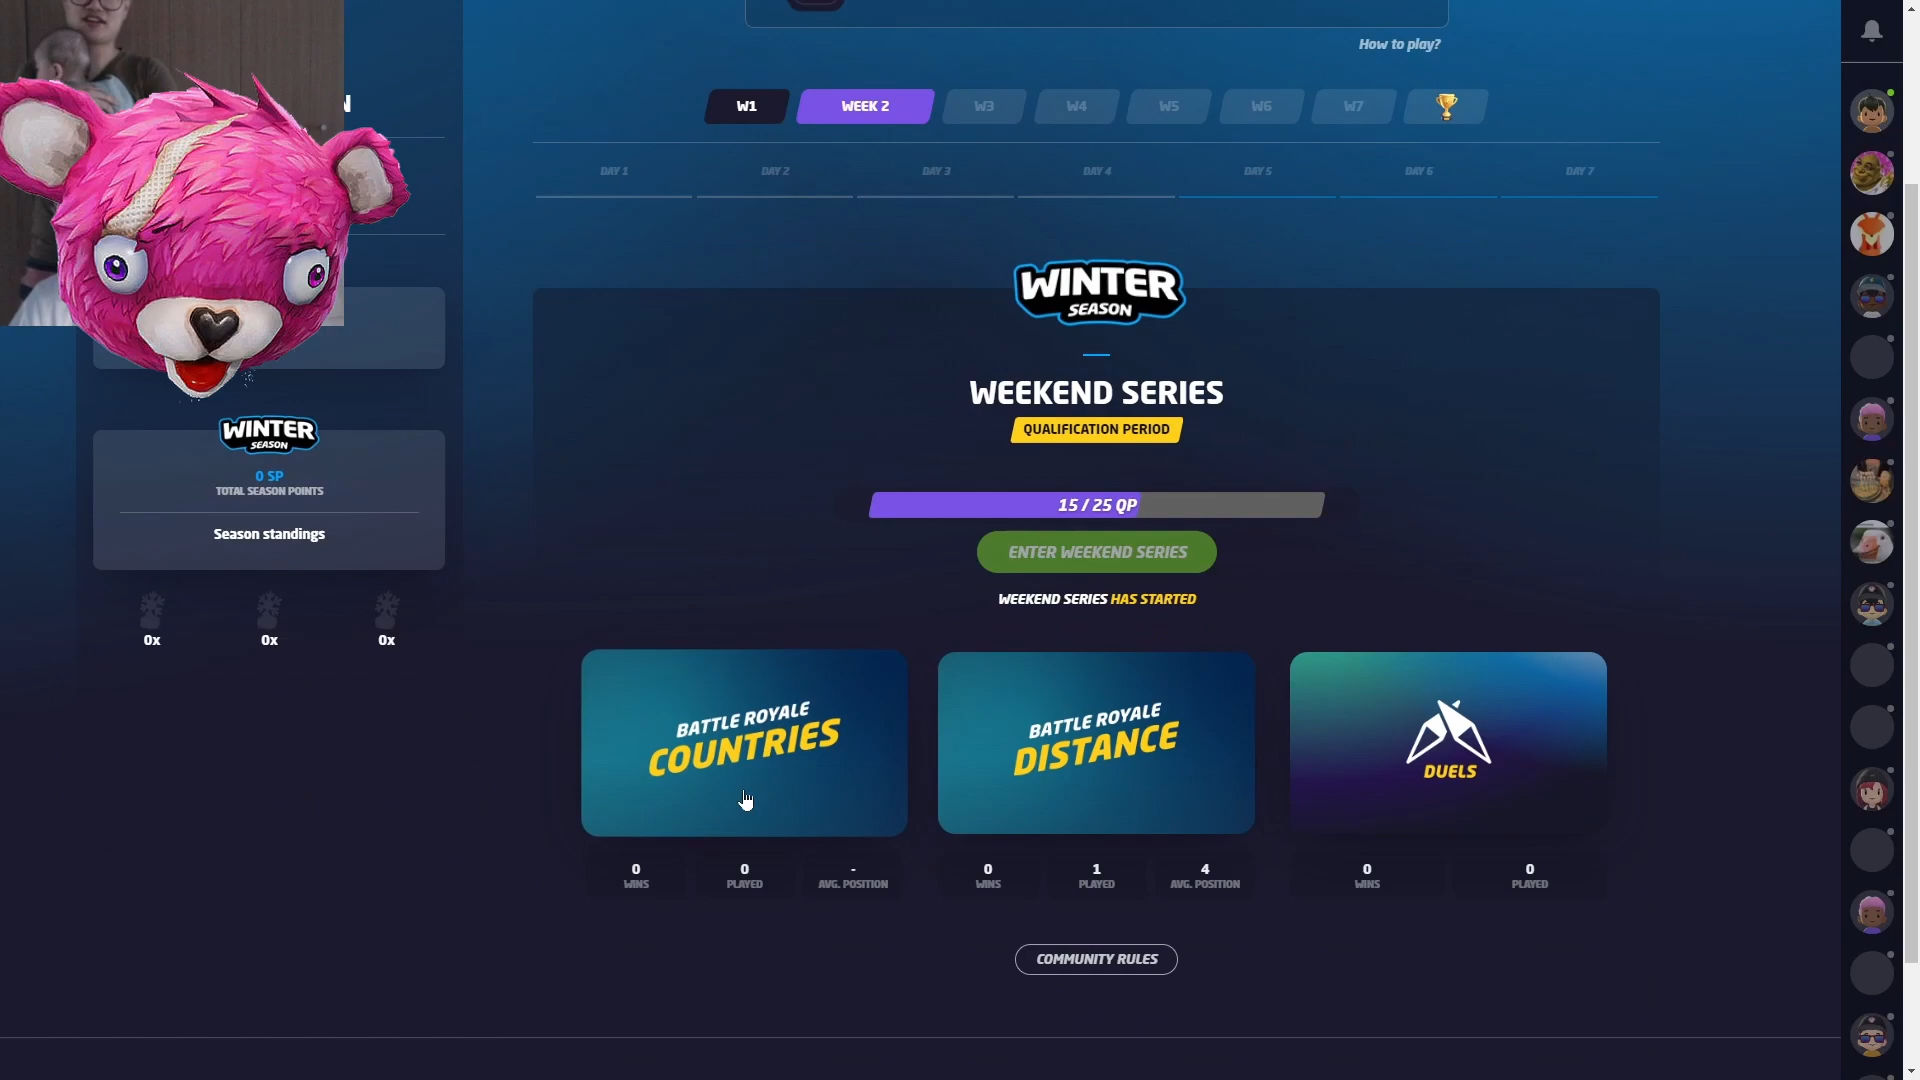 How to play?
N
W1
WEEK 2
W3
W4
W5
W6
W7
DAY 1
DAY 2
DAY 3
DAY 4
DAY 5
DAY 6
DAY 7
WINTER
SEASON
0 SP
TOTAL SEASON POINTS
Season standings
0x
0x
0x
WINTER
SEASON
WEEKEND SERIES
QUALIFICATION PERIOD
15 / 25 QP
ENTER WEEKEND SERIES
WEEKEND SERIES HAS STARTED
BATTLE ROYALE
COUNTRIES
0
WINS
0
PLAYED
-
AVG. POSITION
BATTLE ROYALE
DISTANCE
0
WINS
1
PLAYED
4
AVG. POSITION
DUELS
0
WINS
0
PLAYED
COMMUNITY RULES